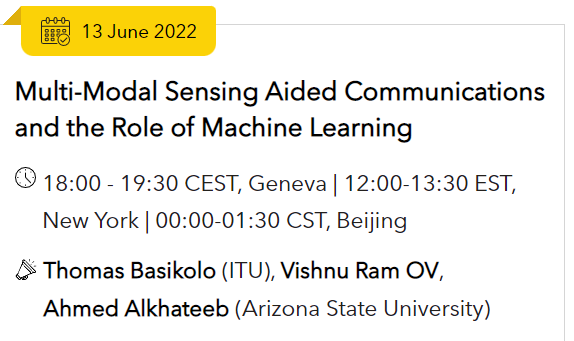 13 June 2022
Multi-Modal Sensing Aided Communications
and the Role of Machine Learning
18:00 - 19:30 CEST, Geneva | 12:00-13:30 EST,
New York | 00:00-01:30 CST, Beijing
Thomas Basikolo (ITU), Vishnu Ram OV,
Ahmed Alkhateeb (Arizona State University)